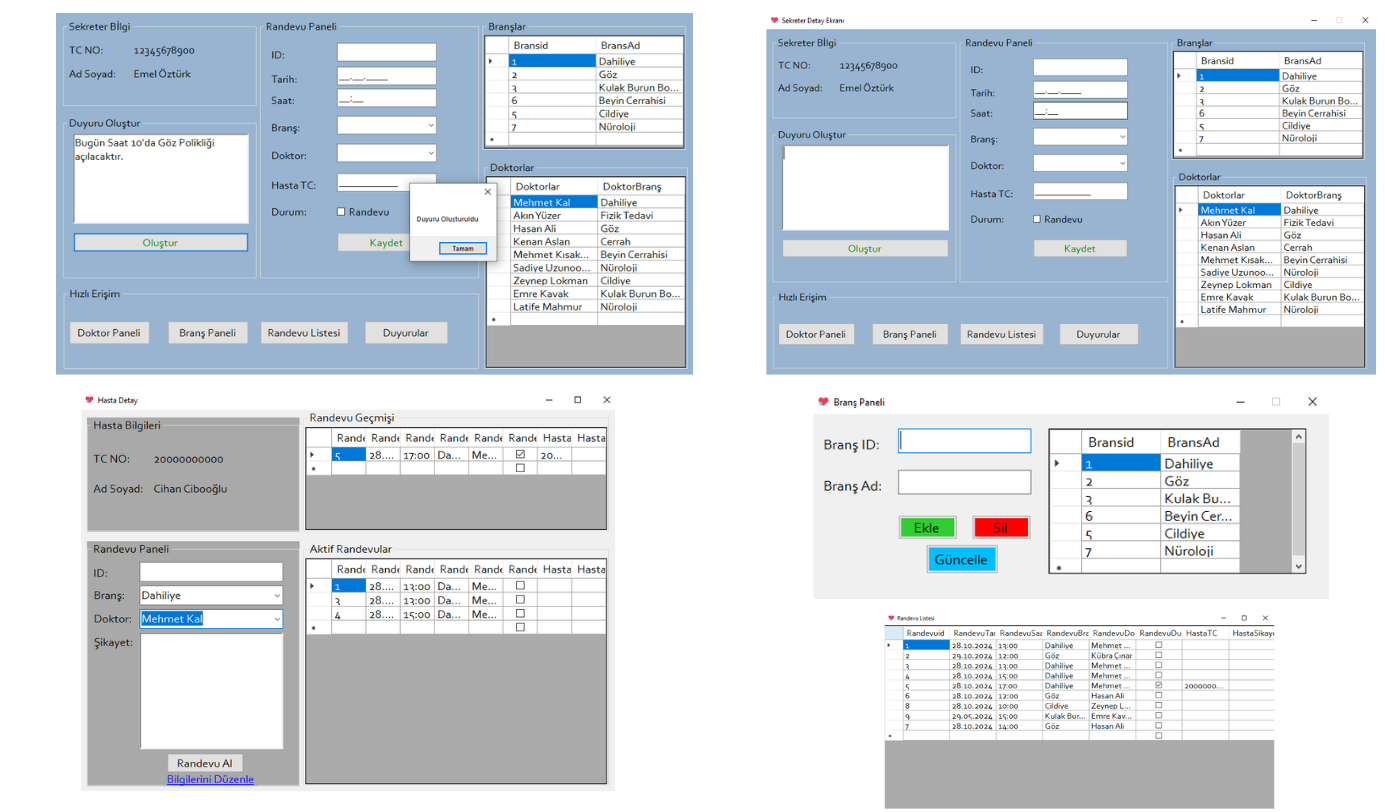 Sekreter Bİlgi
TC NO: 12345678900
Ad Soyad: Emel Öztürk
Duyuru Oluştur
Bugün Saat 10'da Göz Polikliği
açılacaktır.
Oluştur
Randevu Paneli
ID:
Tarih: __.__.____
Saat: __:__
Branş:
Doktor:
Hasta TC: ___________
Durum: Randevu
Kaydet
Duyuru Oluşturuldu
Tamam
Branşlar
Bransid BransAd
1 Dahiliye
2 Göz
3 Kulak Burun Bo...
6 Beyin Cerrahisi
5 Cildiye
7 Nüroloji
Doktorlar
Doktorlar DoktorBranş
Mehmet Kal Dahiliye
Akın Yüzer Fizik Tedavi
Hasan Ali Göz
Kenan Aslan Cerrah
Mehmet Kısak... Beyin Cerrahisi
Sadiye Uzunoo... Nüroloji
Zeynep Lokman Cildiye
Emre Kavak Kulak Burun Bo...
Latife Mahmur Nüroloji
Hızlı Erişim
Doktor Paneli Branş Paneli Randevu Listesi Duyurular
Sekreter Detay Ekranı
Sekreter Bİlgi
TC NO: 12345678900
Ad Soyad: Emel Öztürk
Duyuru Oluştur
Oluştur
Randevu Paneli
ID:
Tarih: __.__.____
Saat: __:__
Branş:
Doktor:
Hasta TC: ___________
Durum: Randevu
Kaydet
Branşlar
Bransid BransAd
1 Dahiliye
2 Göz
3 Kulak Burun Bo...
6 Beyin Cerrahisi
5 Cildiye
7 Nüroloji
Doktorlar
Doktorlar DoktorBranş
Mehmet Kal Dahiliye
Akın Yüzer Fizik Tedavi
Hasan Ali Göz
Kenan Aslan Cerrah
Mehmet Kısak... Beyin Cerrahisi
Sadiye Uzunoo... Nüroloji
Zeynep Lokman Cildiye
Emre Kavak Kulak Burun Bo...
Latife Mahmur Nüroloji
Hızlı Erişim
Doktor Paneli Branş Paneli Randevu Listesi Duyurular
Hasta Detay
Hasta Bilgileri
TC NO: 20000000000
Ad Soyad: Cihan Cibooğlu
Randevu Paneli
ID:
Branş: Dahiliye
Doktor: Mehmet Kal
Şikayet:
Randevu Al
Bilgilerini Düzenle
Randevu Geçmişi
Rande Rande Rande Rande Rande Rande Hasta Hasta
5 28.... 17:00 Da... Me... 20...
Aktif Randevular
Rande Rande Rande Rande Rande Rande Hasta Hasta
1 28.... 13:00 Da... Me...
3 28.... 13:00 Da... Me...
4 28.... 15:00 Da... Me...
Branş Paneli
Branş ID:
Branş Ad:
Ekle Sil
Güncelle
Bransid BransAd
1 Dahiliye
2 Göz
3 Kulak Bu...
6 Beyin Cer...
5 Cildiye
7 Nüroloji
Randevu Listesi
Randevuid RandevuTar RandevuSaa RandevuBra RandevuDo RandevuDu HastaTC HastaSikaye
1 28.10.2024 13:00 Dahiliye Mehmet ...
2 29.10.2024 12:00 Göz Kübra Çınar
3 28.10.2024 13:00 Dahiliye Mehmet ...
4 28.10.2024 15:00 Dahiliye Mehmet ...
5 28.10.2024 17:00 Dahiliye Mehmet ... 2000000...
6 28.10.2024 12:00 Göz Hasan Ali
8 28.10.2024 10:00 Cildiye Zeynep L...
9 29.05.2024 15:00 Kulak Bur... Emre Kav...
7 28.10.2024 14:00 Göz Hasan Ali